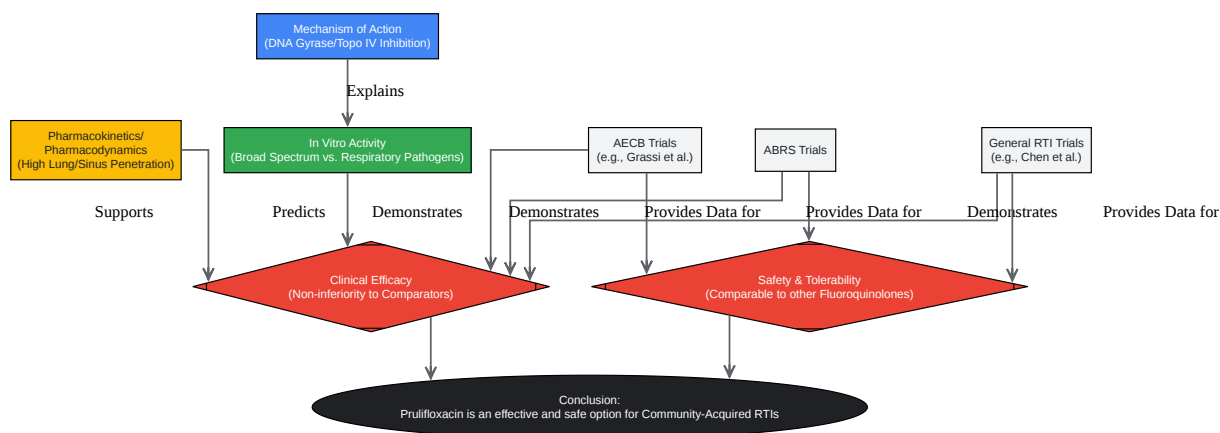 Mechanism of Action
(DNA Gyrase/Topo IV Inhibition)
Explains
Pharmacokinetics/
Pharmacodynamics
(High Lung/Sinus Penetration)
In Vitro Activity
(Broad Spectrum vs. Respiratory Pathogens)
AECB Trials
(e.g., Grassi et al.)
ABRS Trials
General RTI Trials
(e.g., Chen et al.)
Supports
Predicts
Demonstrates
Demonstrates
Provides Data for
Provides Data for
Demonstrates
Provides Data for
Clinical Efficacy
(Non-inferiority to Comparators)
Safety & Tolerability
(Comparable to other Fluoroquinolones)
Conclusion:
Prulifloxacin is an effective and safe option for Community-Acquired RTIs